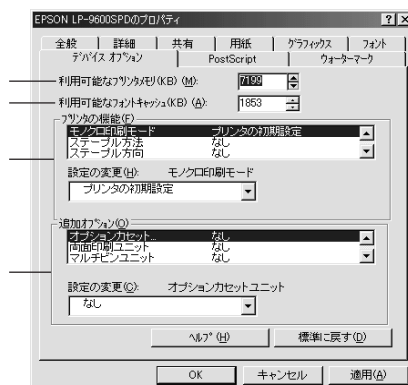 EPSON LP-9600SPDのプロパティ
全般 詳細 共有 用紙 グラフィックス フォント
デバイス オプション PostScript ウォーターマーク
利用可能なプリンタメモリ(KB) (M): 7199
利用可能なフォントキャッシュ(KB) (A): 1853
プリンタの機能(F)
モノクロ印刷モード プリンタの初期設定
ステープル方法 なし
ステープル方向 なし
設定の変更(H): モノクロ印刷モード
プリンタの初期設定
追加オプション(O)
オプションカセット... なし
両面印刷ユニット なし
マルチビンユニット なし
設定の変更(C): オプションカセットユニット
なし
ヘルプ(H) 標準に戻す(D)
OK キャンセル 適用(A)